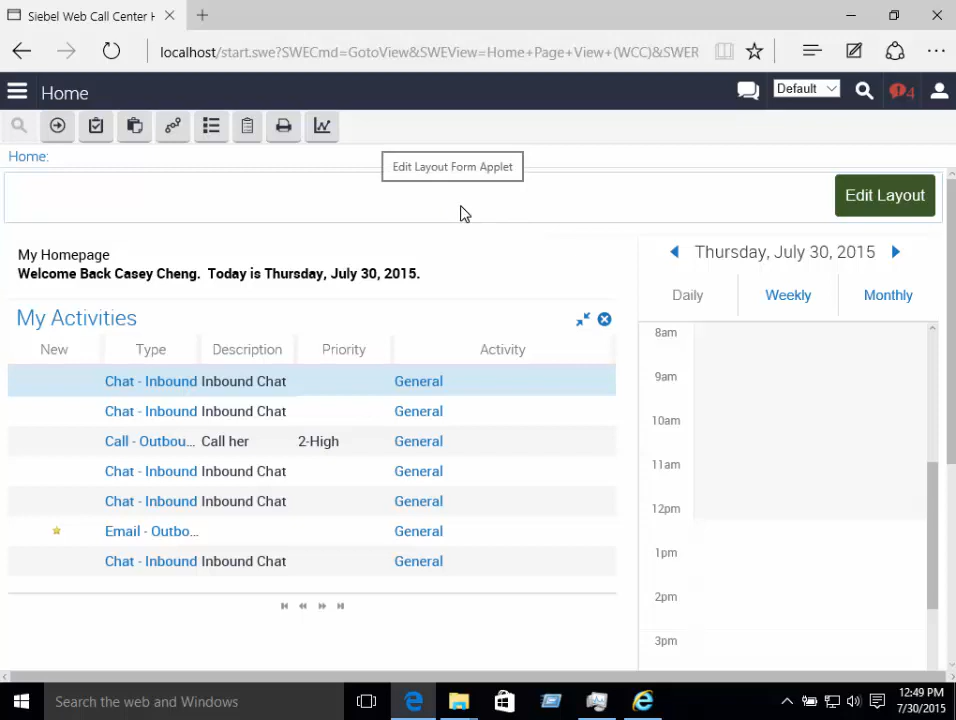 Siebel Web Call Center H
localhost/start.swe?SWECmd=GotoView&SWEView=Home+Page+View+(WCC)&SWER
Home
Default
4
Home:
Edit Layout Form Applet
Edit Layout
My Homepage
Welcome Back Casey Cheng.  Today is Thursday, July 30, 2015.
Thursday, July 30, 2015
Daily Weekly Monthly
My Activities
New Type Description Priority Activity
Chat - Inbound Inbound Chat General
Chat - Inbound Inbound Chat General
Call - Outbou... Call her 2-High General
Chat - Inbound Inbound Chat General
Chat - Inbound Inbound Chat General
Email - Outbo... General
Chat - Inbound Inbound Chat General
8am
9am
10am
11am
12pm
1pm
2pm
3pm
Search the web and Windows
12:49 PM
7/30/2015